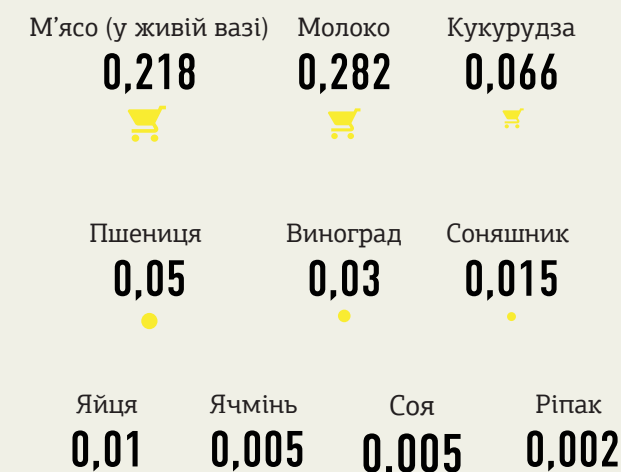 М’ясо (у живій вазі) Молоко Кукурудза
0,218 0,282 0,066
Пшениця Виноград Соняшник
0,05 0,03 0,015
Яйця Ячмінь Соя Ріпак
0,01 0,005 0,005 0,002